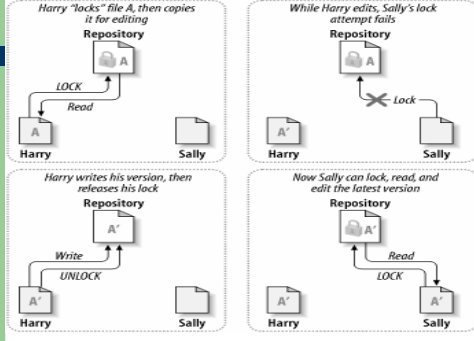 Harry "locks" file A, then copies
it for editing
Repository
A
LOCK
Read
A
Harry
Sally
While Harry edits, Sally's lock
attempt fails
Repository
A
Lock
A'
Harry
Sally
Harry writes his version, then
releases his lock
Repository
A'
Write
UNLOCK
A'
Harry
Sally
Now Sally can lock, read, and
edit the latest version
Repository
A'
Read
LOCK
A'
A'
Harry
Sally